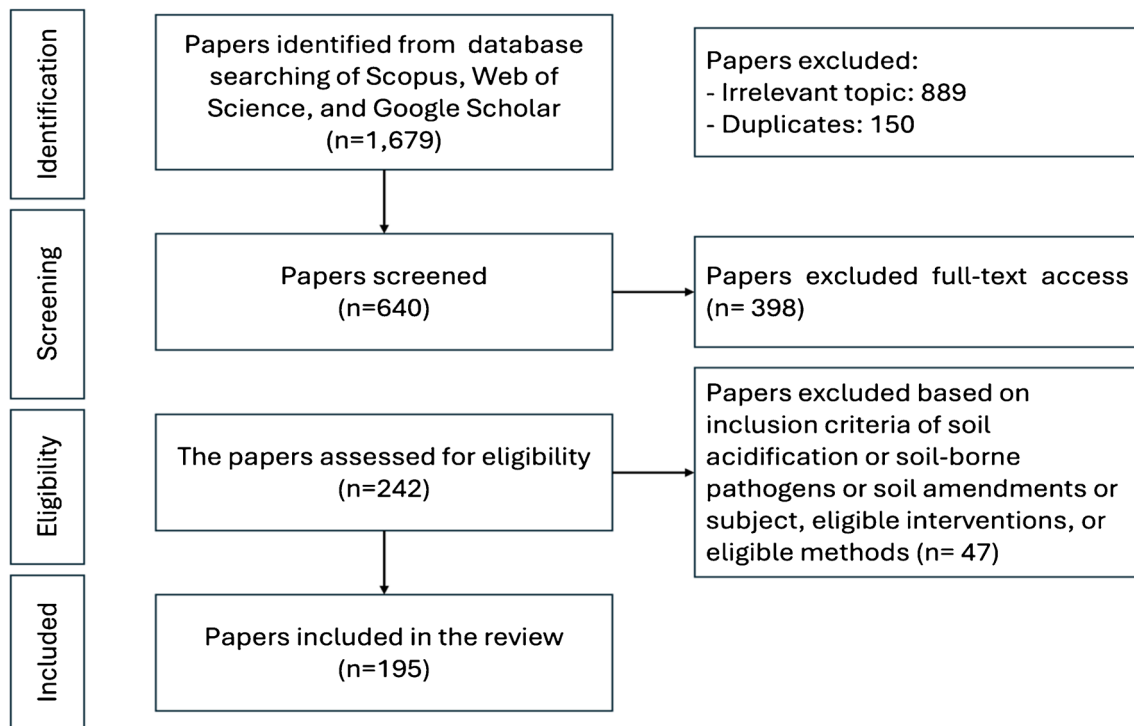 Identification
Papers identified from database
searching of Scopus, Web of
Science, and Google Scholar
(n=1,679)
Papers excluded:
- Irrelevant topic: 889
- Duplicates: 150
Screening
Papers screened
(n=640)
Papers excluded full-text access
(n= 398)
Eligibility
The papers assessed for eligibility
(n=242)
Papers excluded based on
inclusion criteria of soil
acidification or soil-borne
pathogens or soil amendments or
subject, eligible interventions, or
eligible methods (n= 47)
Included
Papers included in the review
(n=195)